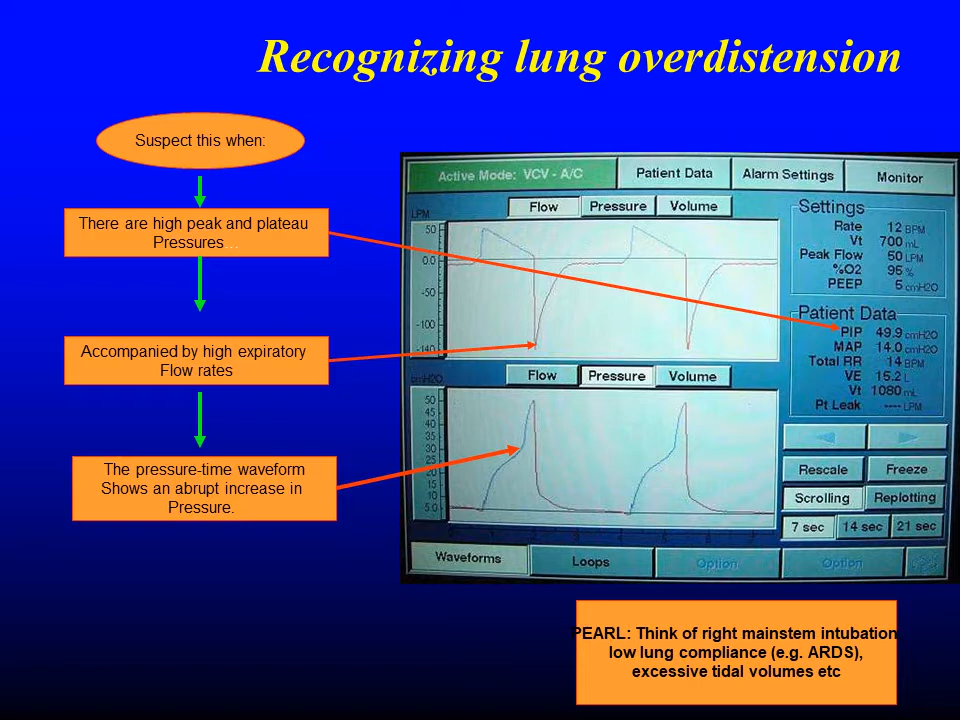 Recognizing lung overdistension
Suspect this when:
There are high peak and plateau
Pressures…
Accompanied by high expiratory
Flow rates
The pressure-time waveform
Shows an abrupt increase in
Pressure.
Active Mode: VCV - A/C
Patient Data
Alarm Settings
Monitor
LPM
Flow
Pressure
Volume
50
0.0
-50
-100
-140
Settings
Rate 12 BPM
Vt 700 mL
Peak Flow 50 LPM
%O2 95 %
PEEP 5 cmH2O
Patient Data
PIP 49.9 cmH2O
MAP 14.0 cmH2O
Total RR 14 BPM
VE 15.2 L
Vt 1080 mL
Pt Leak ---- LPM
cmH2O
Flow
Pressure
Volume
50
45
40
35
30
25
20
15
10
5.0
Rescale
Freeze
Scrolling
Replotting
7 sec
14 sec
21 sec
Waveforms
Loops
Option
Option
PEARL: Think of right mainstem intubation
low lung compliance (e.g. ARDS),
excessive tidal volumes etc